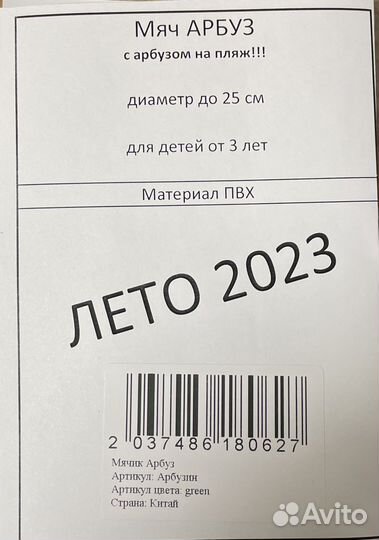 Мяч АРБУЗ
с арбузом на пляж!!!
диаметр до 25 см
для детей от 3 лет
Материал ПВХ
ЛЕТО 2023
2 037486 180627
Мячик Арбуз
Артикул: Арбузин
Артикул цвета: green
Страна: Китай
Avito